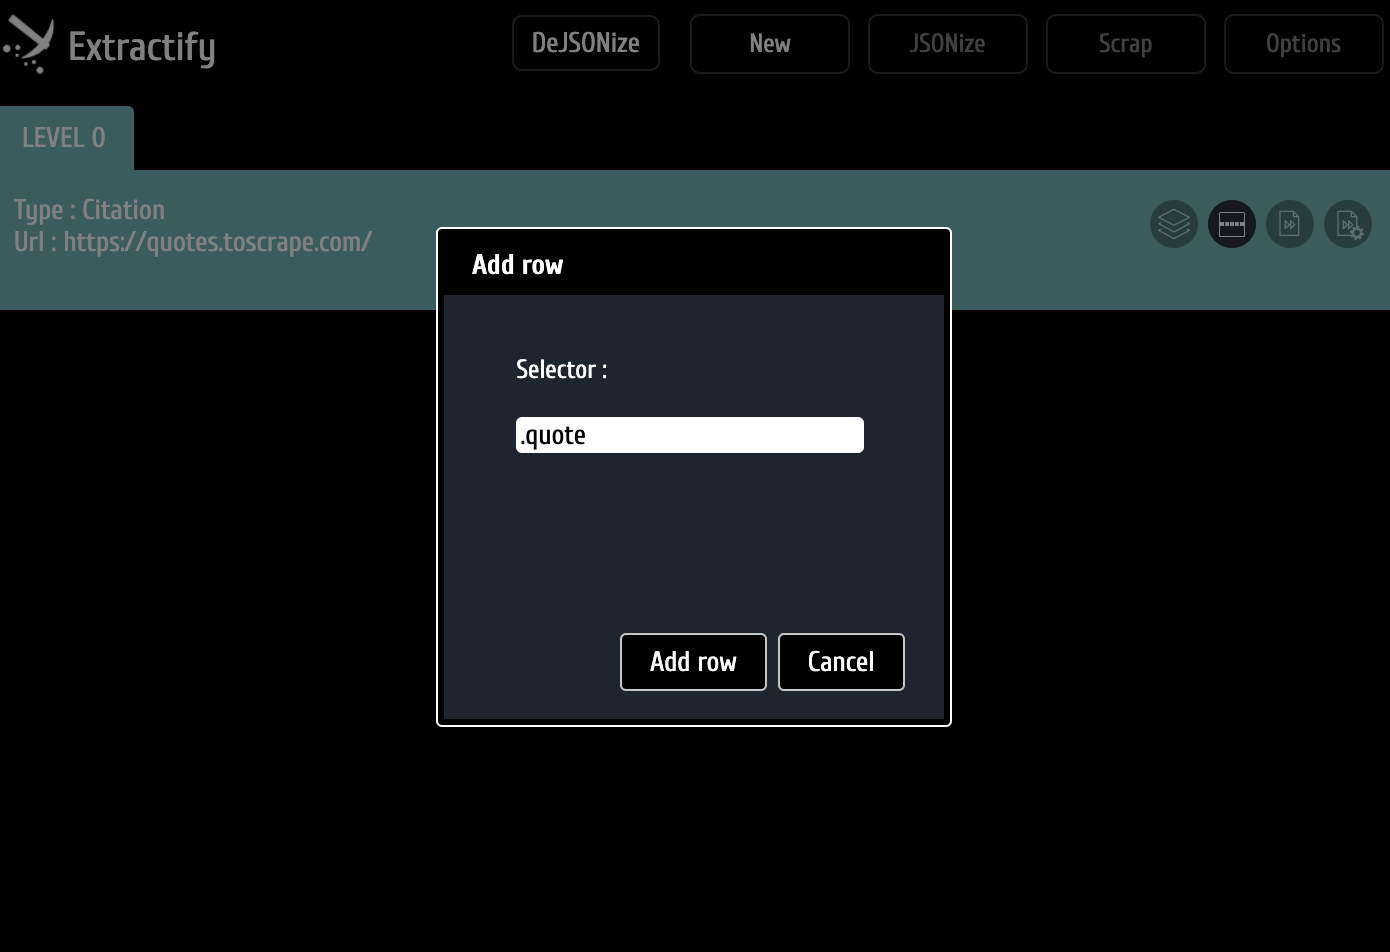 Extractify
DeJSONize
New
JSONize
Scrap
Options
LEVEL 0
Type : Citation
Url : https://quotes.toscrape.com/
Add row
Selector :
.quote
Add row
Cancel